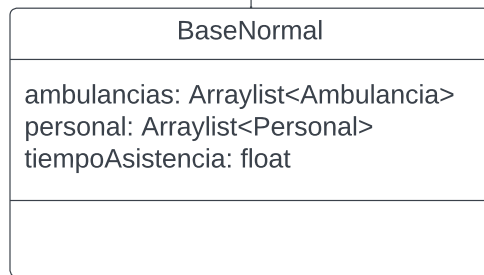 BaseNormal
ambulancias: Arraylist<Ambulancia>
personal: Arraylist<Personal>
tiempoAsistencia: float